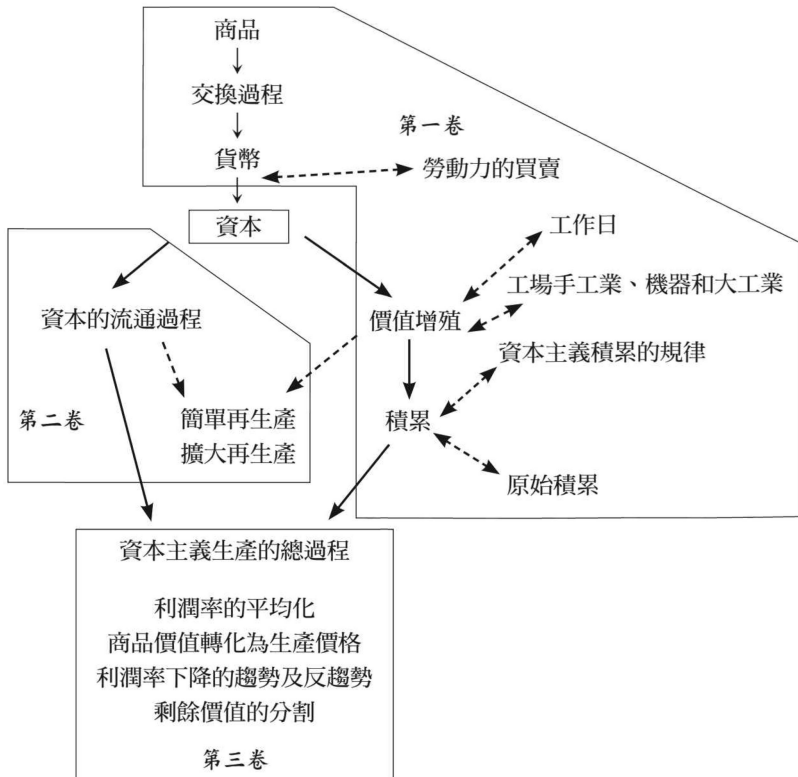 商品
交換過程
第一卷
貨幣
勞動力的買賣
資本
工作日
工場手工業、機器和大工業
資本的流通過程
價值增殖
資本主義積累的規律
第二卷
簡單再生產
擴大再生產
積累
原始積累
資本主義生產的總過程
利潤率的平均化
商品價值轉化為生產價格
利潤率下降的趨勢及反趨勢
剩餘價值的分割
第三卷